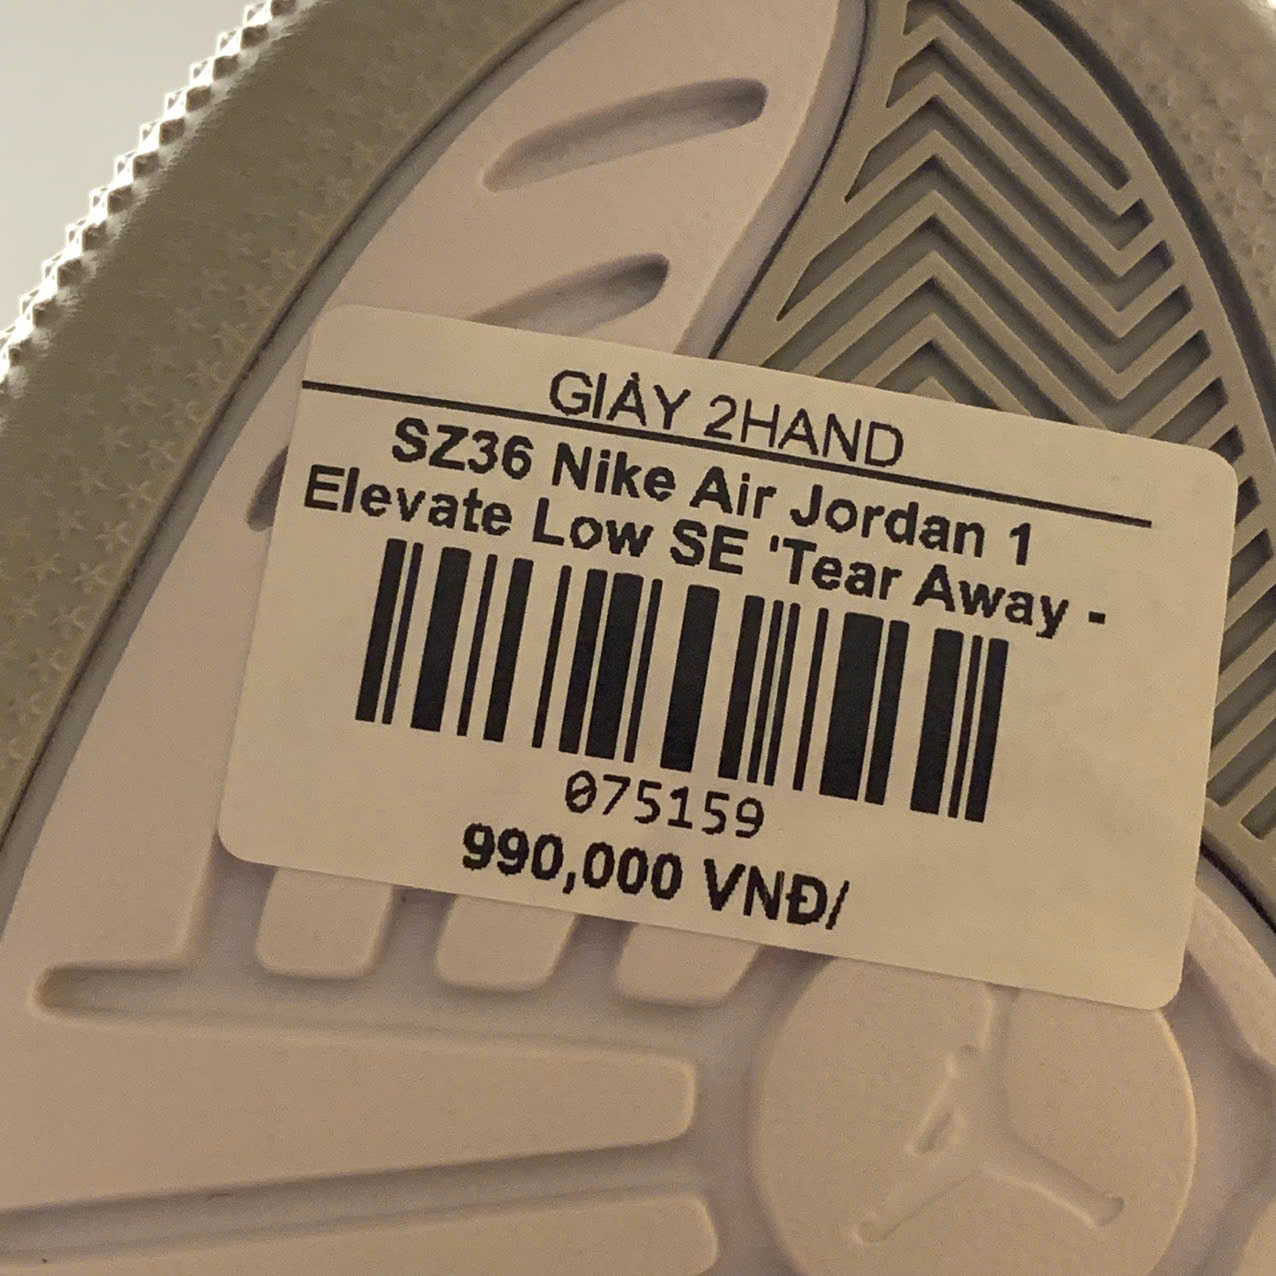 GIÀY 2HAND
SZ36 Nike Air Jordan 1
Elevate Low SE 'Tear Away -
075159
990,000 VNĐ/